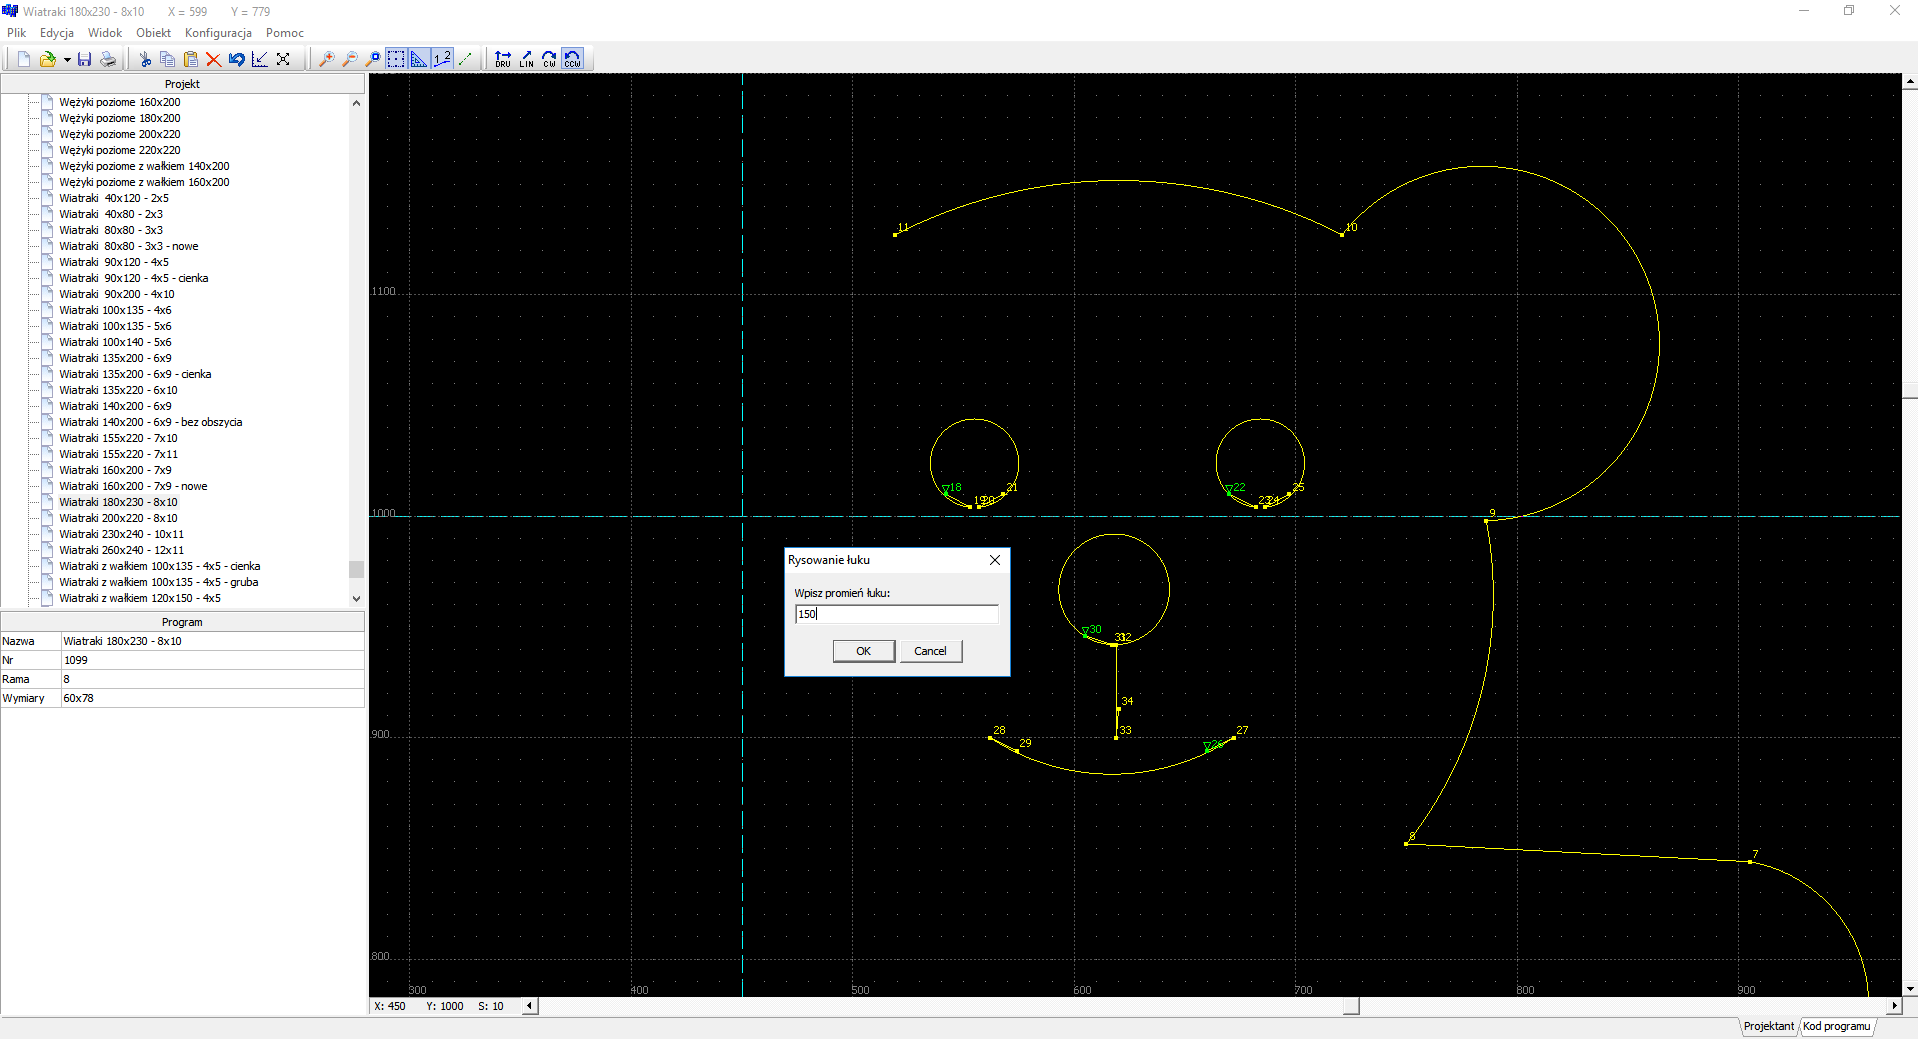 Wiatraki 180x230 - 8x10 X = 599 Y = 779
Plik Edycja Widok Obiekt Konfiguracja Pomoc
1 2 DRU LIN CW CCW
Projekt
Wężyki poziome 160x200
Wężyki poziome 180x200
Wężyki poziome 200x220
Wężyki poziome 220x220
Wężyki poziome z wałkiem 140x200
Wężyki poziome z wałkiem 160x200
Wiatraki 40x120 - 2x5
Wiatraki 40x80 - 2x3
Wiatraki 80x80 - 3x3
Wiatraki 80x80 - 3x3 - nowe
Wiatraki 90x120 - 4x5
Wiatraki 90x120 - 4x5 - cienka
Wiatraki 90x200 - 4x10
Wiatraki 100x135 - 4x6
Wiatraki 100x135 - 5x6
Wiatraki 100x140 - 5x6
Wiatraki 135x200 - 6x9
Wiatraki 135x200 - 6x9 - cienka
Wiatraki 135x220 - 6x10
Wiatraki 140x200 - 6x9
Wiatraki 140x200 - 6x9 - bez obszycia
Wiatraki 155x220 - 7x10
Wiatraki 155x220 - 7x11
Wiatraki 160x200 - 7x9
Wiatraki 160x200 - 7x9 - nowe
Wiatraki 180x230 - 8x10
Wiatraki 200x220 - 8x10
Wiatraki 230x240 - 10x11
Wiatraki 260x240 - 12x11
Wiatraki z wałkiem 100x135 - 4x5 - cienka
Wiatraki z wałkiem 100x135 - 4x5 - gruba
Wiatraki z wałkiem 120x150 - 4x5
Program
Nazwa Wiatraki 180x230 - 8x10
Nr 1099
Rama 8
Wymiary 60x78
11 10
1100
18 19 20 21 22 23 24 25
1000
9
Rysowanie łuku
Wpisz promień łuku:
150
OK Cancel
30 31 32
34
900 28 29 33 26 27
8 7
800
300 400 500 600 700 800 900
X: 450 Y: 1000 S: 10
Projektant Kod programu